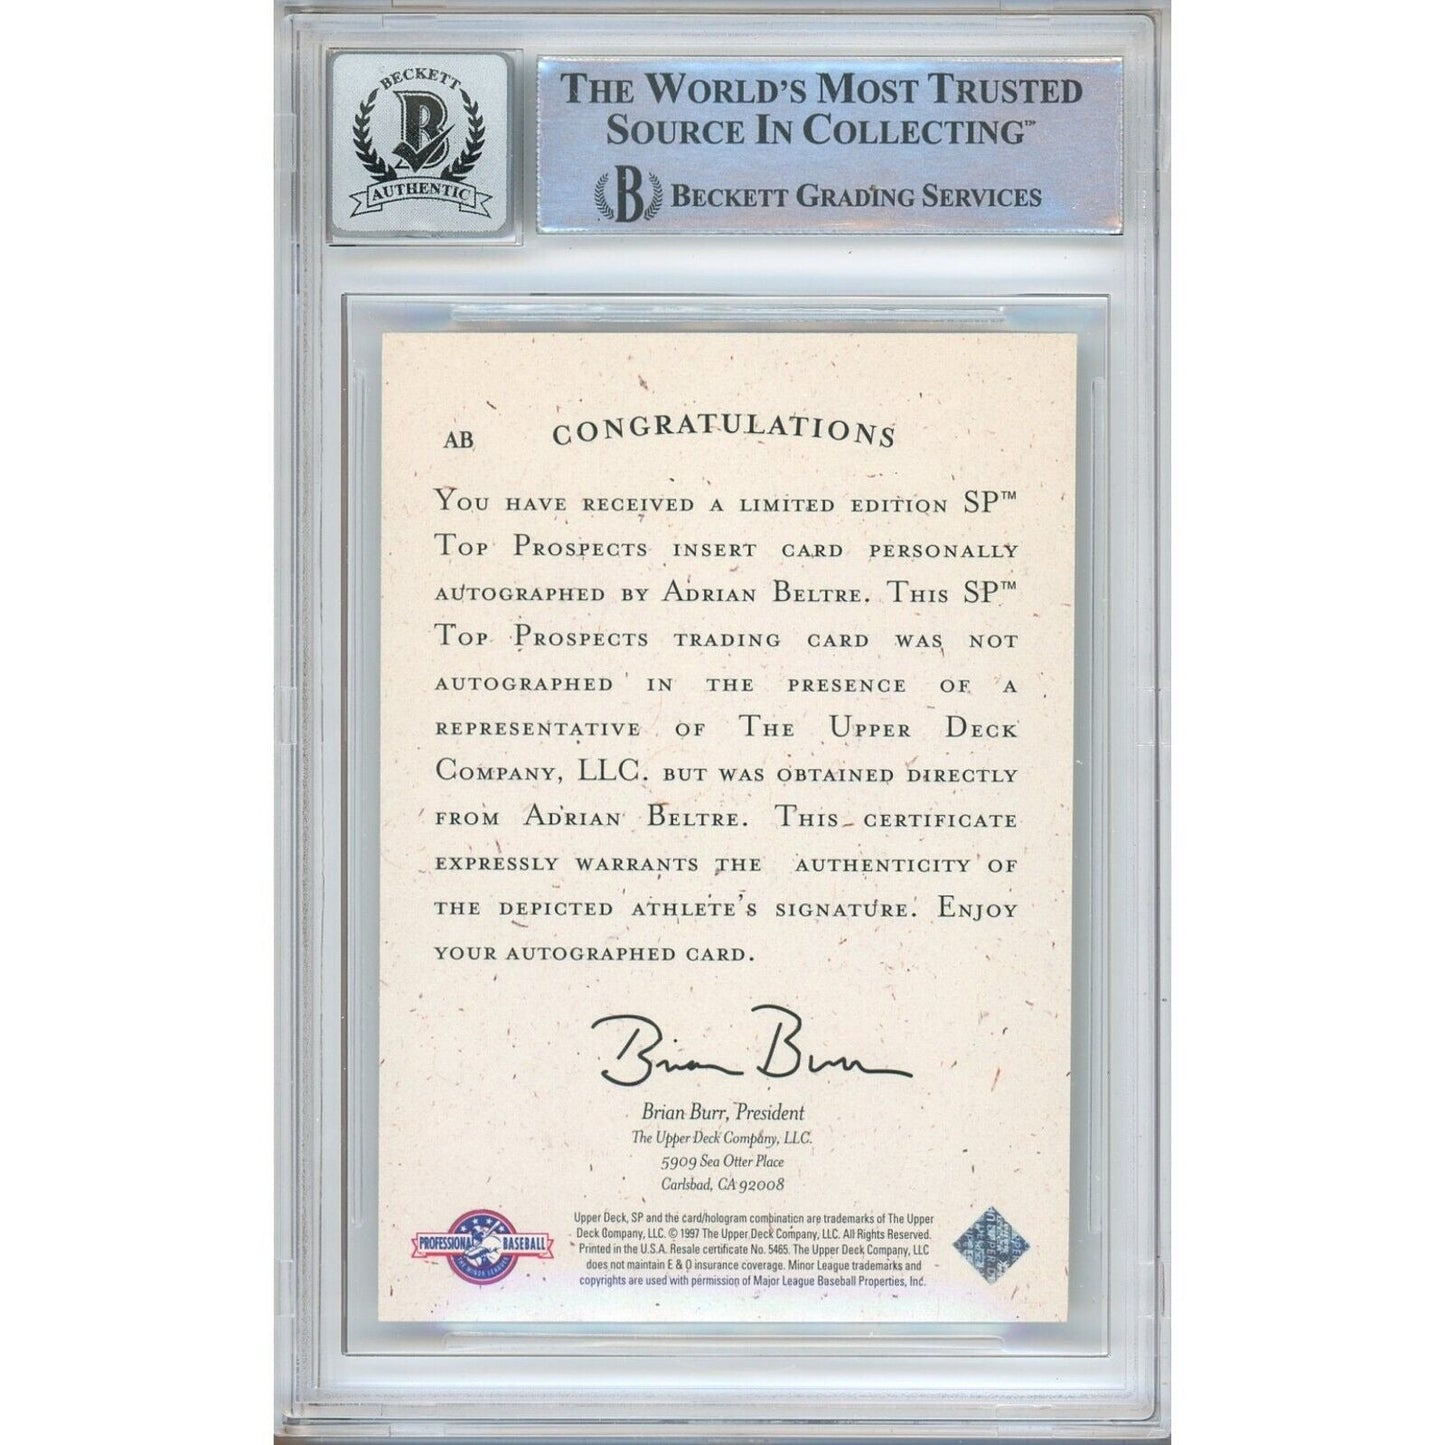 BECKETT
B
AUTHENTIC
THE WORLD'S MOST TRUSTED
SOURCE IN COLLECTING™
B BECKETT GRADING SERVICES
AB
CONGRATULATIONS
YOU HAVE RECEIVED A LIMITED EDITION SP™
TOP PROSPECTS INSERT CARD PERSONALLY
AUTOGRAPHED BY ADRIAN BELTRE. THIS SP™
TOP PROSPECTS TRADING CARD WAS NOT
AUTOGRAPHED IN THE PRESENCE OF A
REPRESENTATIVE OF THE UPPER DECK
COMPANY, LLC. BUT WAS OBTAINED DIRECTLY
FROM ADRIAN BELTRE. THIS CERTIFICATE
EXPRESSLY WARRANTS THE AUTHENTICITY OF
THE DEPICTED ATHLETE'S SIGNATURE. ENJOY
YOUR AUTOGRAPHED CARD.
Brian Burr
Brian Burr, President
The Upper Deck Company, LLC.
5909 Sea Otter Place
Carlsbad, CA 92008
PROFESSIONAL BASEBALL
THE MINOR LEAGUES
Upper Deck, SP and the card/hologram combination are trademarks of The Upper
Deck Company, LLC. © 1997 The Upper Deck Company, LLC. All Rights Reserved.
Printed in the U.S.A. Resale certificate No. 5465. The Upper Deck Company, LLC
does not maintain E & O insurance coverage. Minor League trademarks and
copyrights are used with permission of Major League Baseball Properties, Inc.